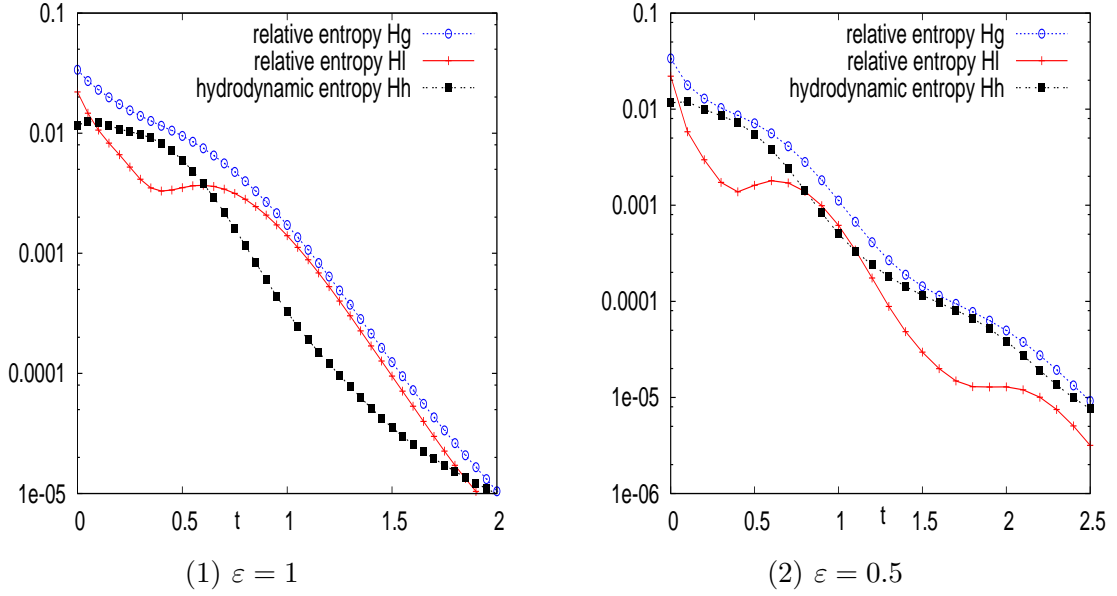 0.1
0.01
0.001
0.0001
1e-05
0
0.5
1
1.5
2
t
relative entropy Hg
relative entropy Hl
hydrodynamic entropy Hh
(1) ε = 1
0.1
0.01
0.001
0.0001
1e-05
1e-06
0
0.5
1
1.5
2
2.5
t
relative entropy Hg
relative entropy Hl
hydrodynamic entropy Hh
(2) ε = 0.5